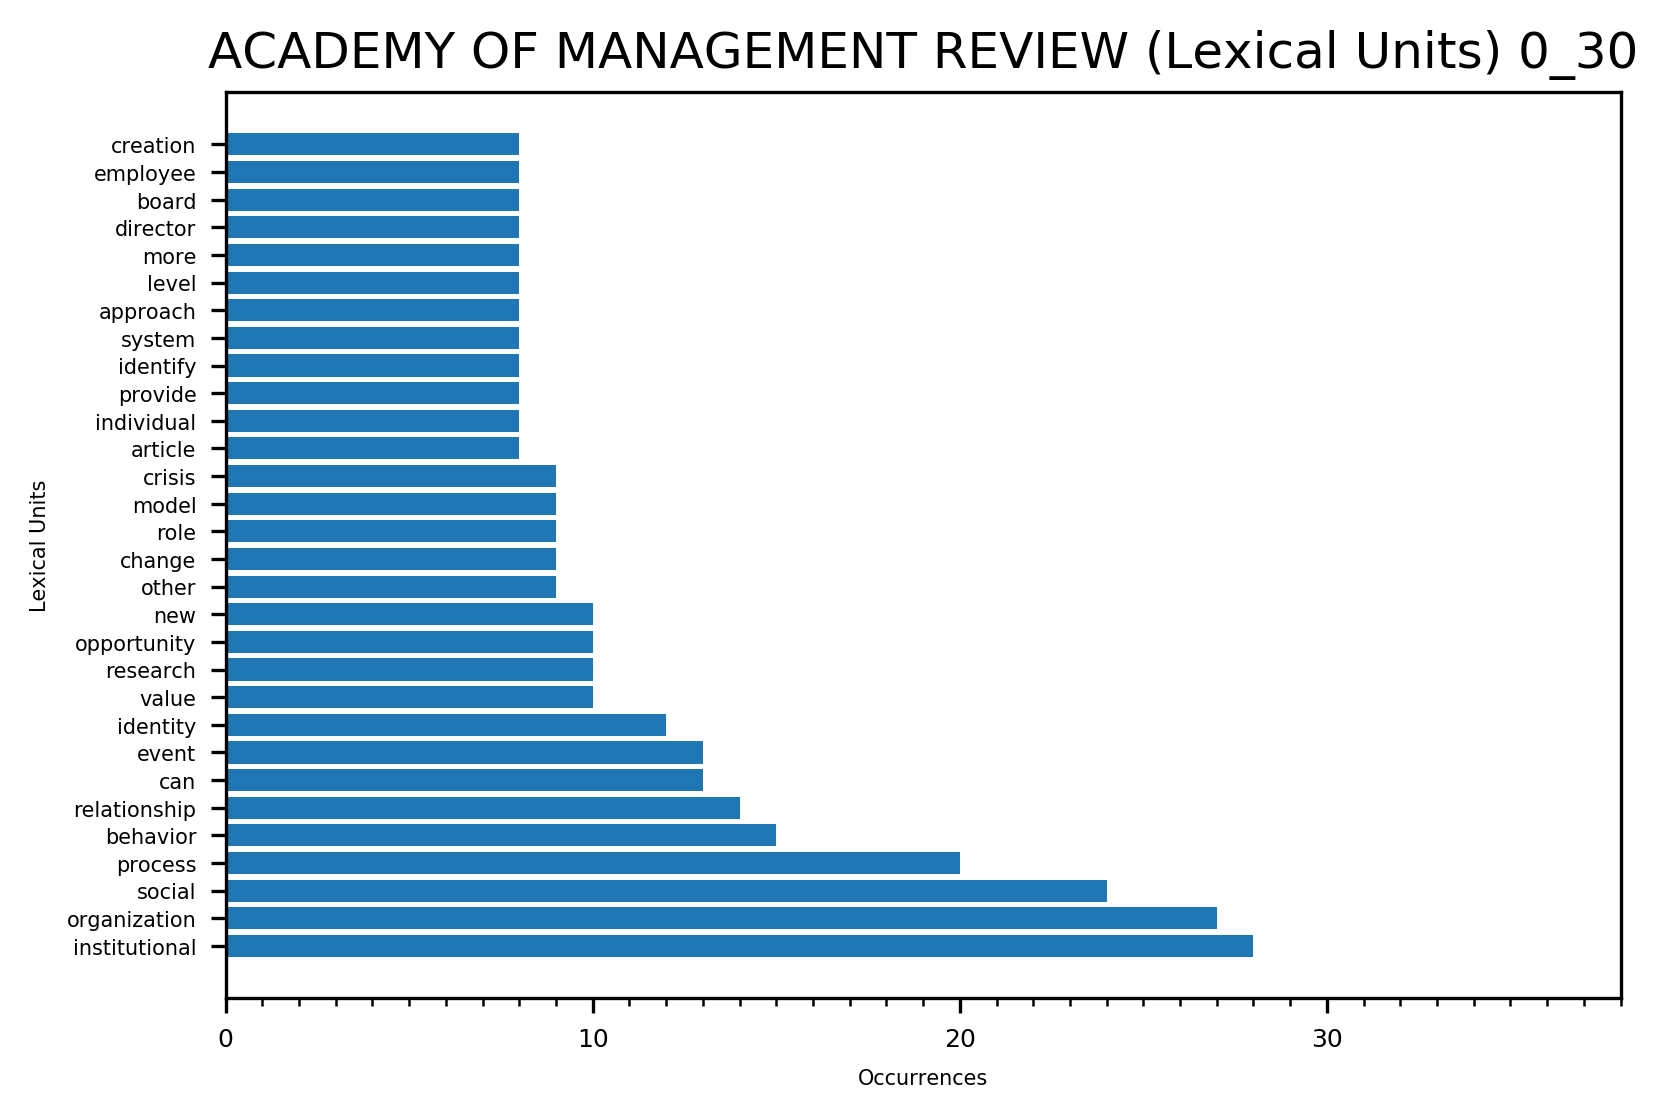 ACADEMY OF MANAGEMENT REVIEW (Lexical Units) 0_30
creation
employee
board
director
more
level
approach
system
identify
provide
individual
article
crisis
model
role
change
other
new
opportunity
research
value
identity
event
can
relationship
behavior
process
social
organization
institutional
Lexical Units
0 10 20 30
Occurrences